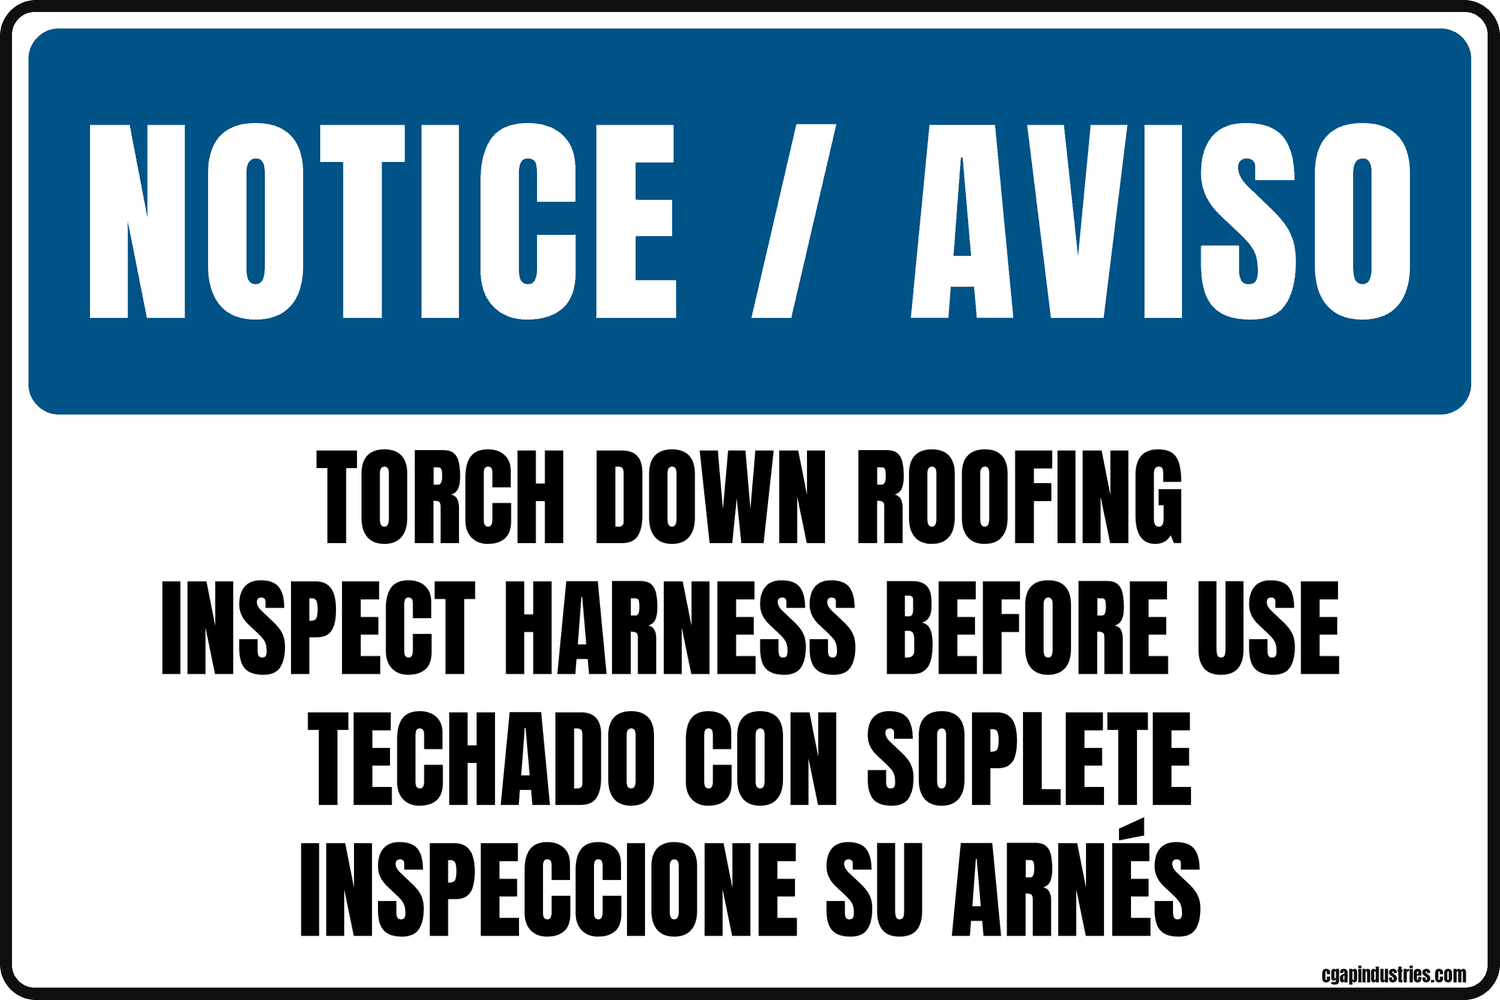 NOTICE / AVISO
TORCH DOWN ROOFING
INSPECT HARNESS BEFORE USE
TECHADO CON SOPLETE
INSPECCIONE SU ARNÉS
cgapindustries.com